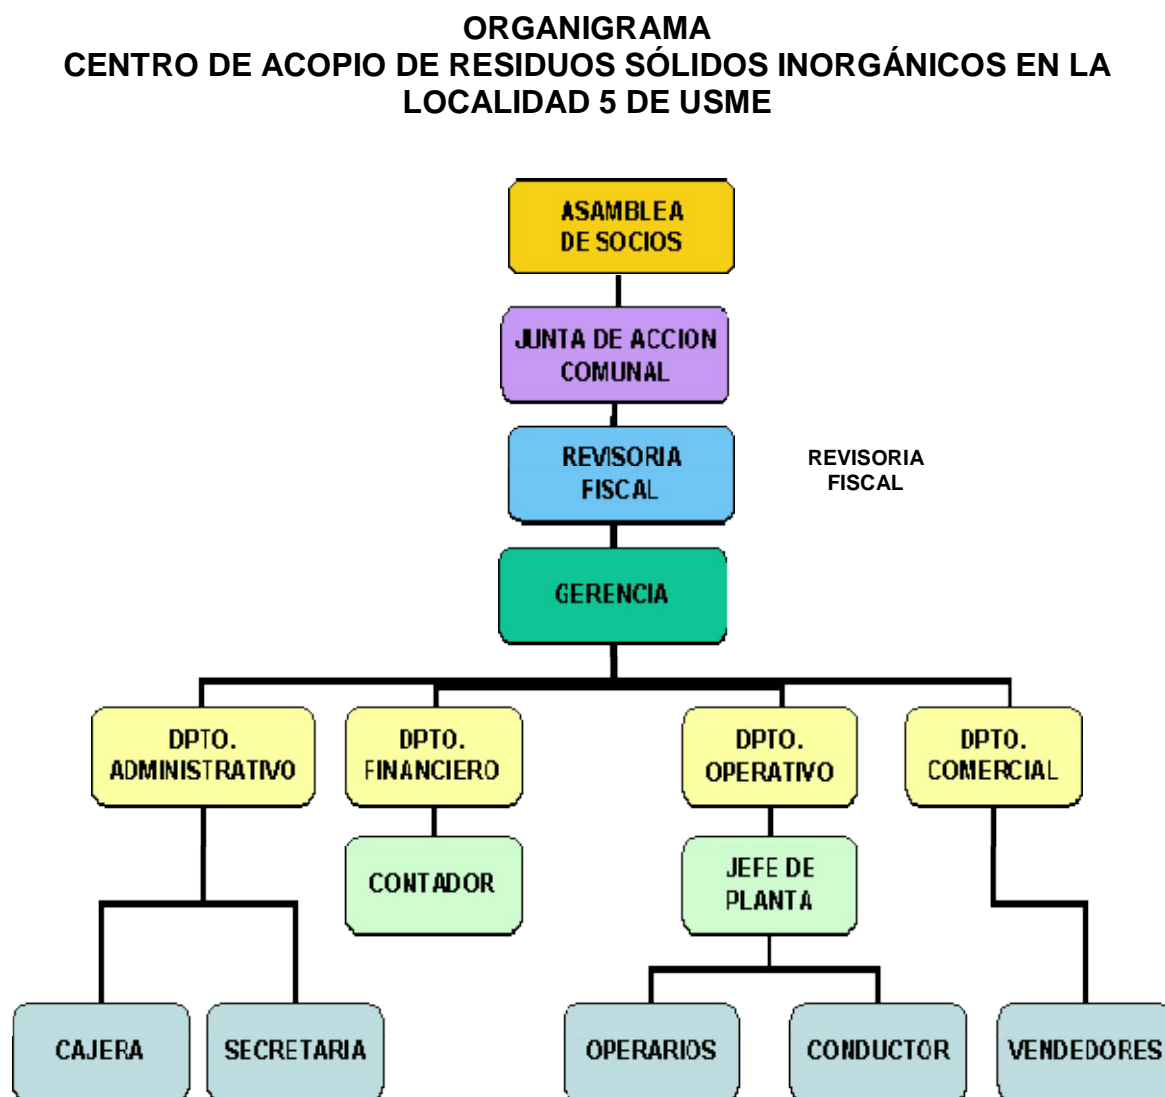 ORGANIGRAMA
CENTRO DE ACOPIO DE RESIDUOS SÓLIDOS INORGÁNICOS EN LA
LOCALIDAD 5 DE USME
ASAMBLEA
DE SOCIOS
JUNTA DE ACCION
COMUNAL
REVISORIA
FISCAL
REVISORIA
FISCAL
GERENCIA
DPTO.
ADMINISTRATIVO
DPTO.
FINANCIERO
DPTO.
OPERATIVO
DPTO.
COMERCIAL
CONTADOR
JEFE DE
PLANTA
CAJERA
SECRETARIA
OPERARIOS
CONDUCTOR
VENDEDORES